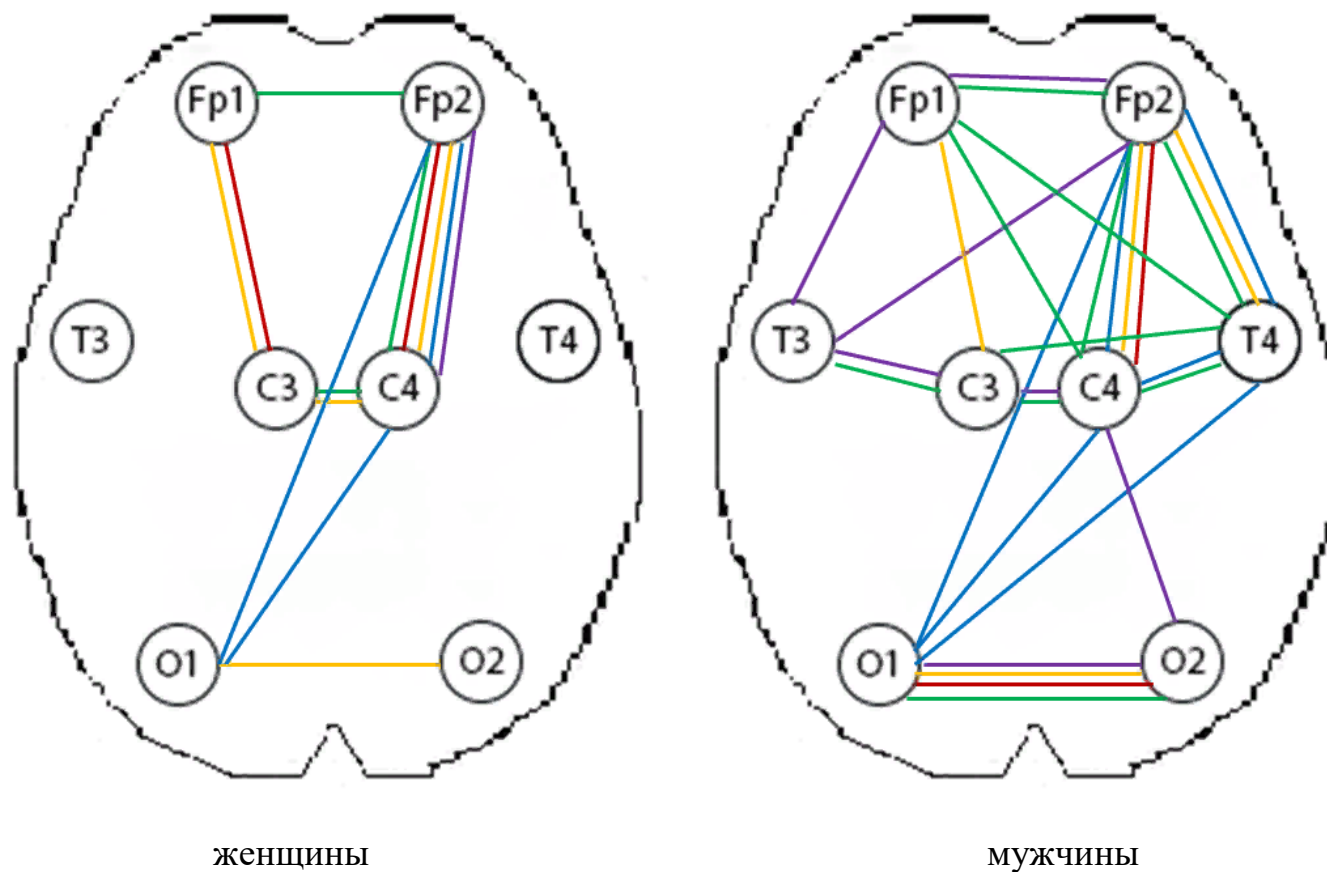 Fp1 Fp2 Fp1 Fp2
T3 T4 T3 T4
C3 C4 C3 C4
O1 O2 O1 O2
женщины мужчины